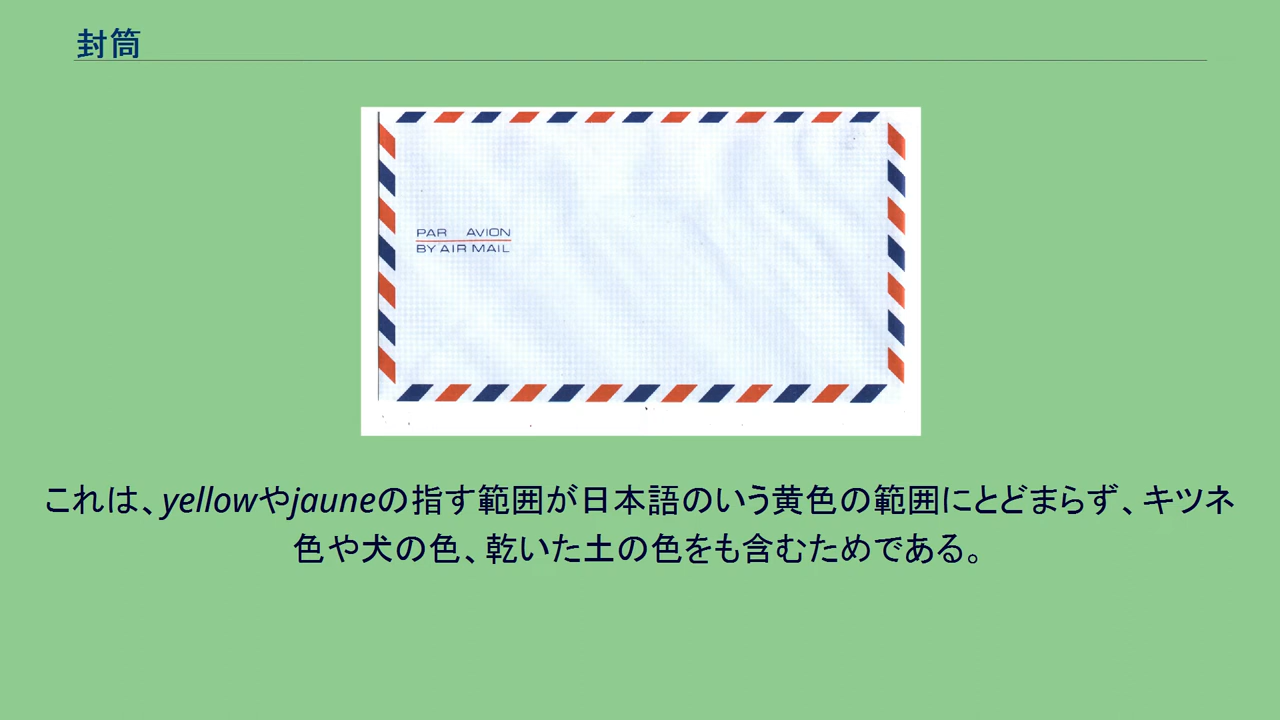 封筒
PAR AVION
BY AIR MAIL
これは、yellowやjauneの指す範囲が日本語のいう黄色の範囲にとどまらず、キツネ
色や犬の色、乾いた土の色をも含むためである。